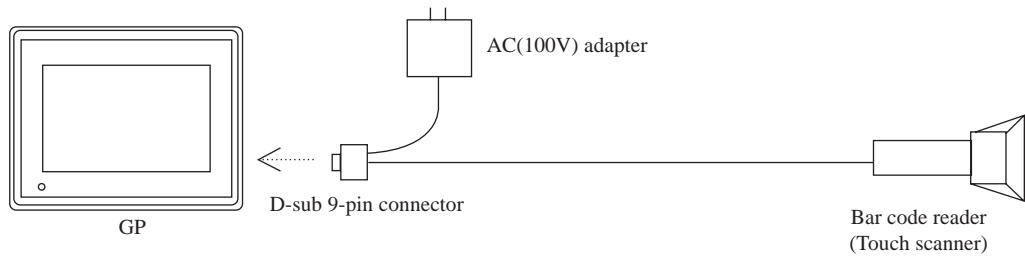 AC(100V) adapter
D-sub 9-pin connector
GP
Bar code reader
(Touch scanner)